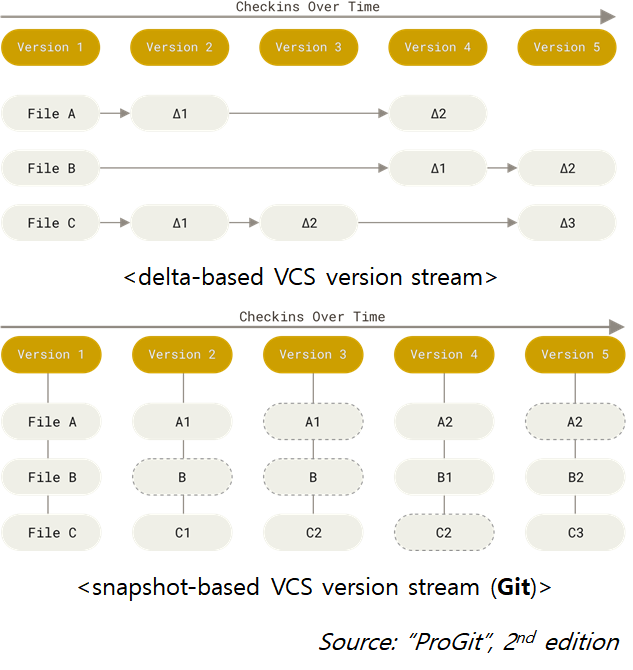 Checkins Over Time
Version 1 Version 2 Version 3 Version 4 Version 5
File A Δ1 Δ2
File B Δ1 Δ2
File C Δ1 Δ2 Δ3
<delta-based VCS version stream>
Checkins Over Time
Version 1 Version 2 Version 3 Version 4 Version 5
File A A1 A1 A2 A2
File B B B B1 B2
File C C1 C2 C2 C3
<snapshot-based VCS version stream (Git)>
Source: “ProGit”, 2nd edition